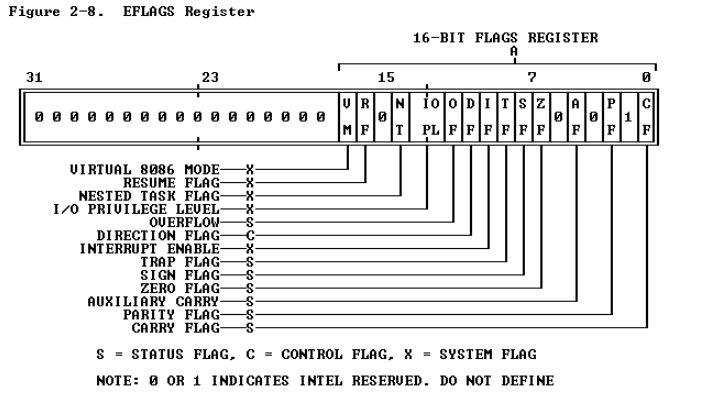 Figure 2-8. EFLAGS Register
16-BIT FLAGS REGISTER
A
31 23 15 7 0
0 0 0 0 0 0 0 0 0 0 0 0 0 0 VM RF 0 NT IOPL OF DF IF TF SF ZF 0 AF 0 PF 1 CF
VIRTUAL 8086 MODE X
RESUME FLAG X
NESTED TASK FLAG X
I/O PRIVILEGE LEVEL X
OVERFLOW S
DIRECTION FLAG C
INTERRUPT ENABLE X
TRAP FLAG S
SIGN FLAG S
ZERO FLAG S
AUXILIARY CARRY S
PARITY FLAG S
CARRY FLAG S
S = STATUS FLAG, C = CONTROL FLAG, X = SYSTEM FLAG
NOTE: 0 OR 1 INDICATES INTEL RESERVED. DO NOT DEFINE